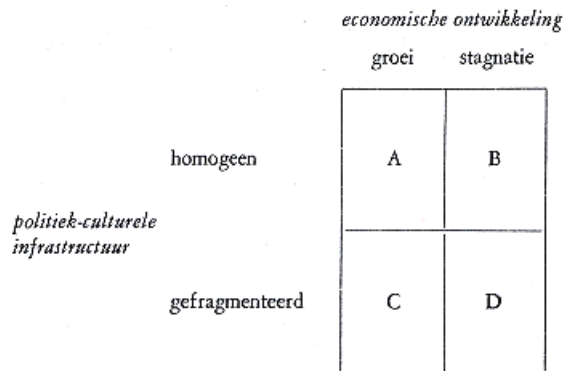 economische ontwikkeling
groei stagnatie
homogeen A B
politiek-culturele
infrastructuur
gefragmenteerd C D